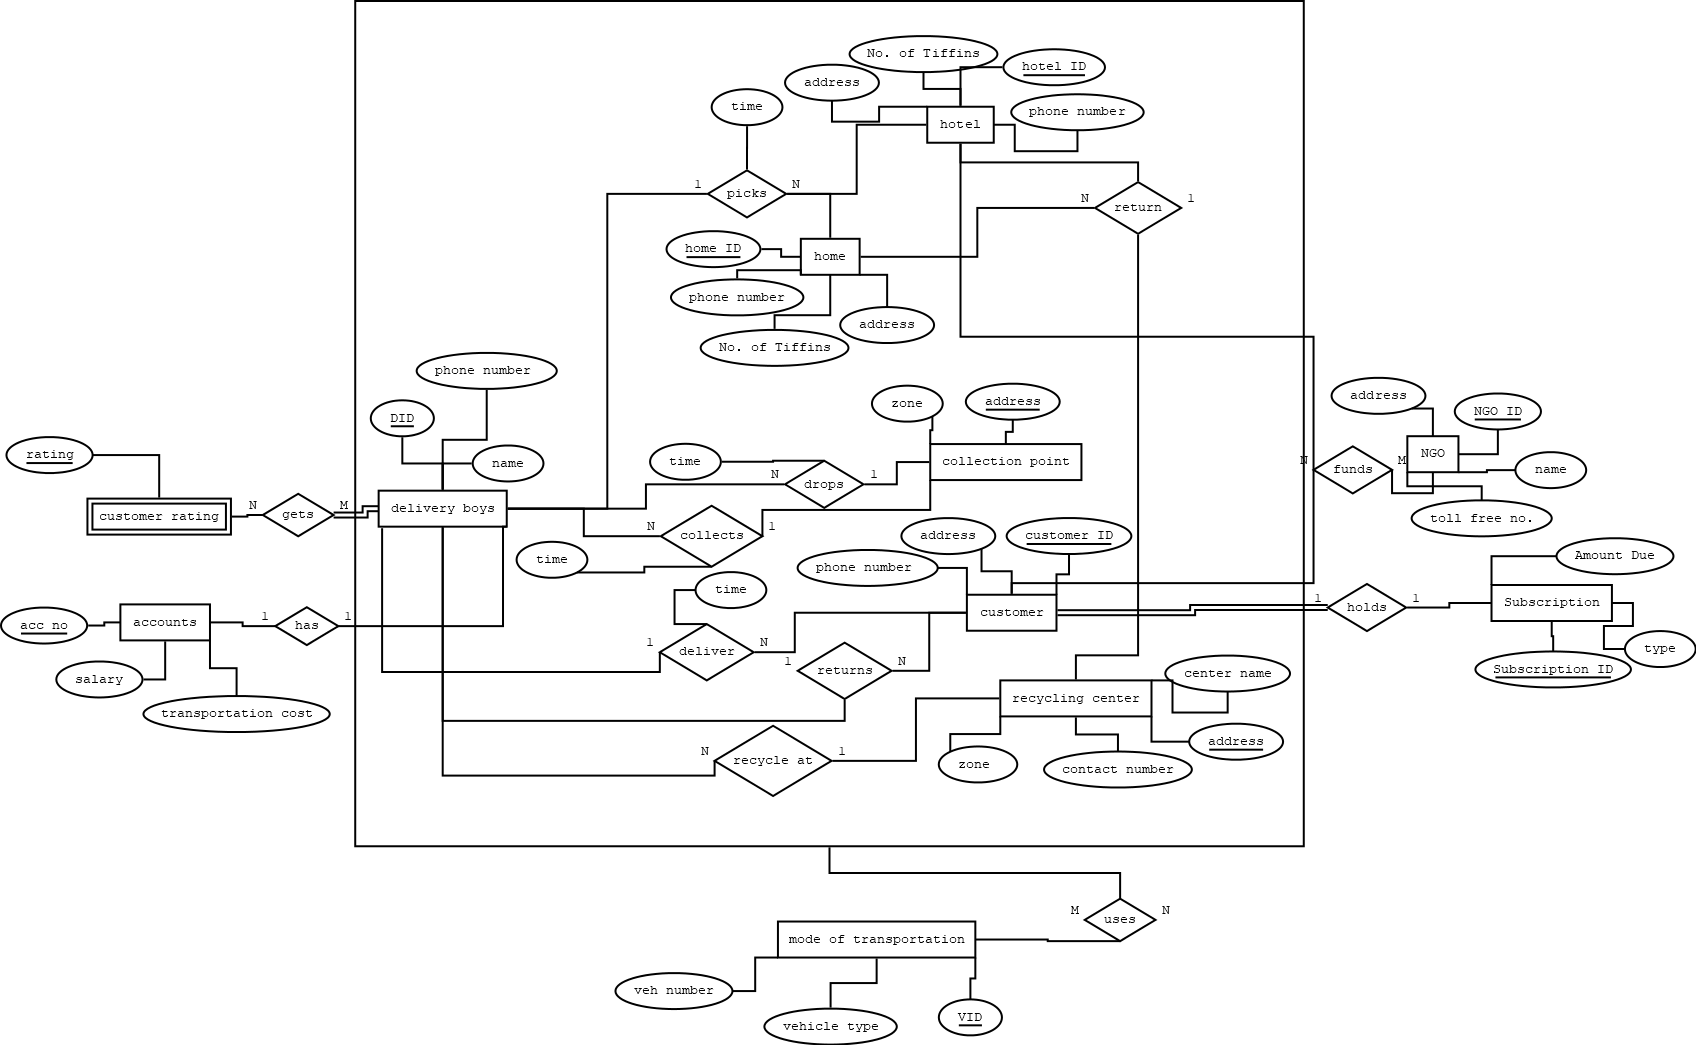 No. of Tiffins
hotel ID
address
time
phone number
hotel
1
N
picks
N
1
return
home ID
home
phone number
address
No. of Tiffins
phone number
address
zone
address
NGO ID
DID
rating
name
time
collection point
N
1
drops
N
M
funds
NGO
name
customer rating
N
gets
M
delivery boys
toll free no.
N
collects
1
time
address
customer ID
phone number
Amount Due
time
acc no
accounts
1
has
1
customer
1
holds
1
Subscription
1
deliver
N
1
returns
N
type
salary
Subscription ID
center name
transportation cost
recycling center
address
N
recycle at
1
zone
contact number
M
uses
N
mode of transportation
veh number
vehicle type
VID